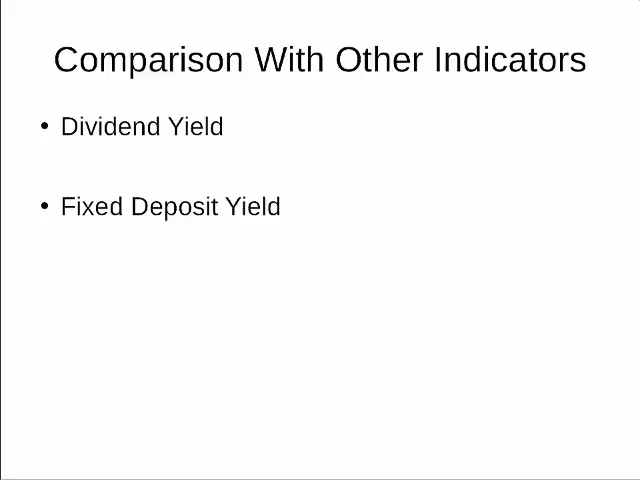 Comparison With Other Indicators
• Dividend Yield
• Fixed Deposit Yield